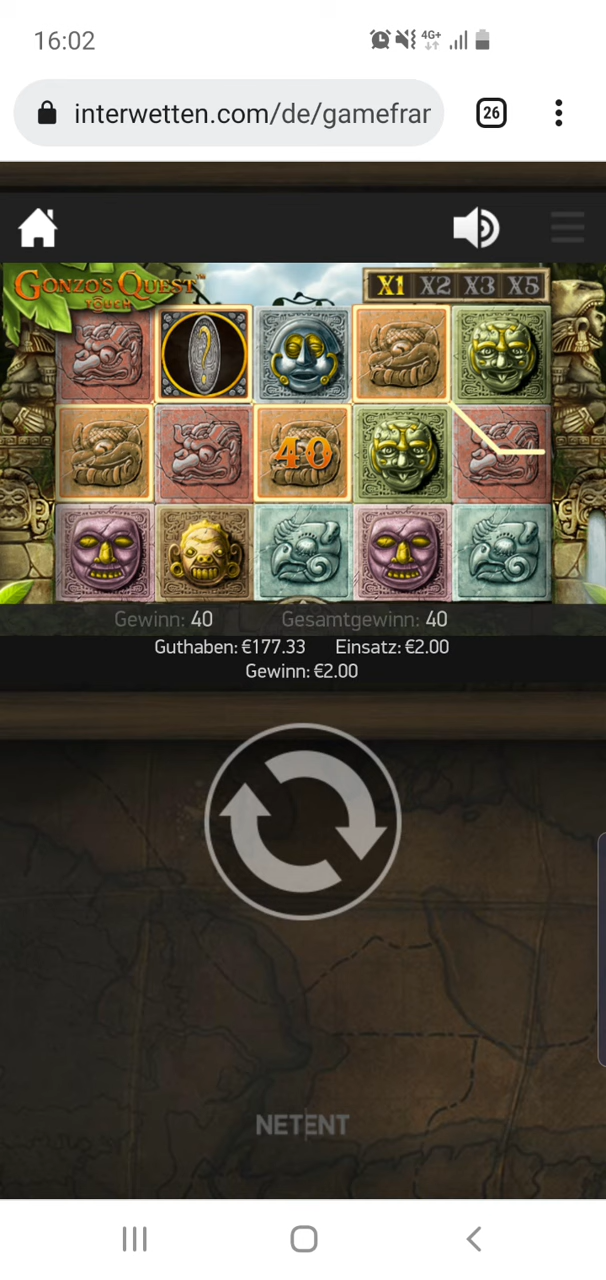 16:02
4G+
interwetten.com/de/gamefrar
26
GONZO'S QUEST™
TOUCH
X1 X2 X3 X5
?
40
Gewinn: 40 Gesamtgewinn: 40
Guthaben: €177.33 Einsatz: €2.00
Gewinn: €2.00
NETENT